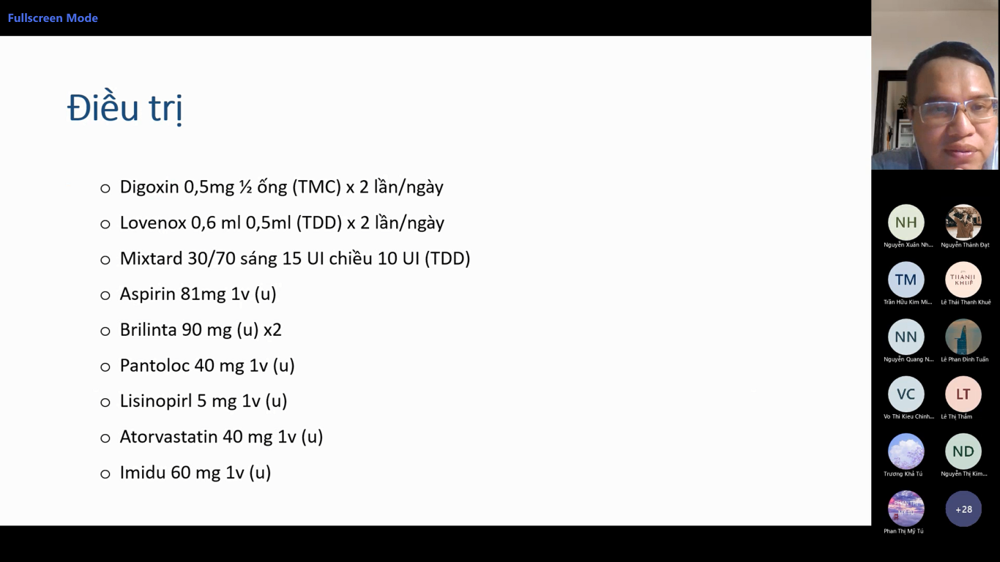 Fullscreen Mode
Điều trị
o Digoxin 0,5mg ½ ống (TMC) x 2 lần/ngày
o Lovenox 0,6 ml 0,5ml (TDD) x 2 lần/ngày
o Mixtard 30/70 sáng 15 UI chiều 10 UI (TDD)
o Aspirin 81mg 1v (u)
o Brilinta 90 mg (u) x2
o Pantoloc 40 mg 1v (u)
o Lisinopirl 5 mg 1v (u)
o Atorvastatin 40 mg 1v (u)
o Imidu 60 mg 1v (u)
NH
Nguyễn Xuân Nh... Nguyễn Thành Đạt
TM THANH KHUÊ
Trần Hữu Kim Mi... Lê Thái Thanh Khuê
NN
Nguyễn Quang N... Lê Phan Đình Tuấn
VC LT
Vo Thi Kieu Chinh... Lê Thị Thắm
ND
Trương Khả Tú Nguyễn Thị Kim...
PHAN THỊ MỸ TÚ +28
Phan Thị Mỹ Tú